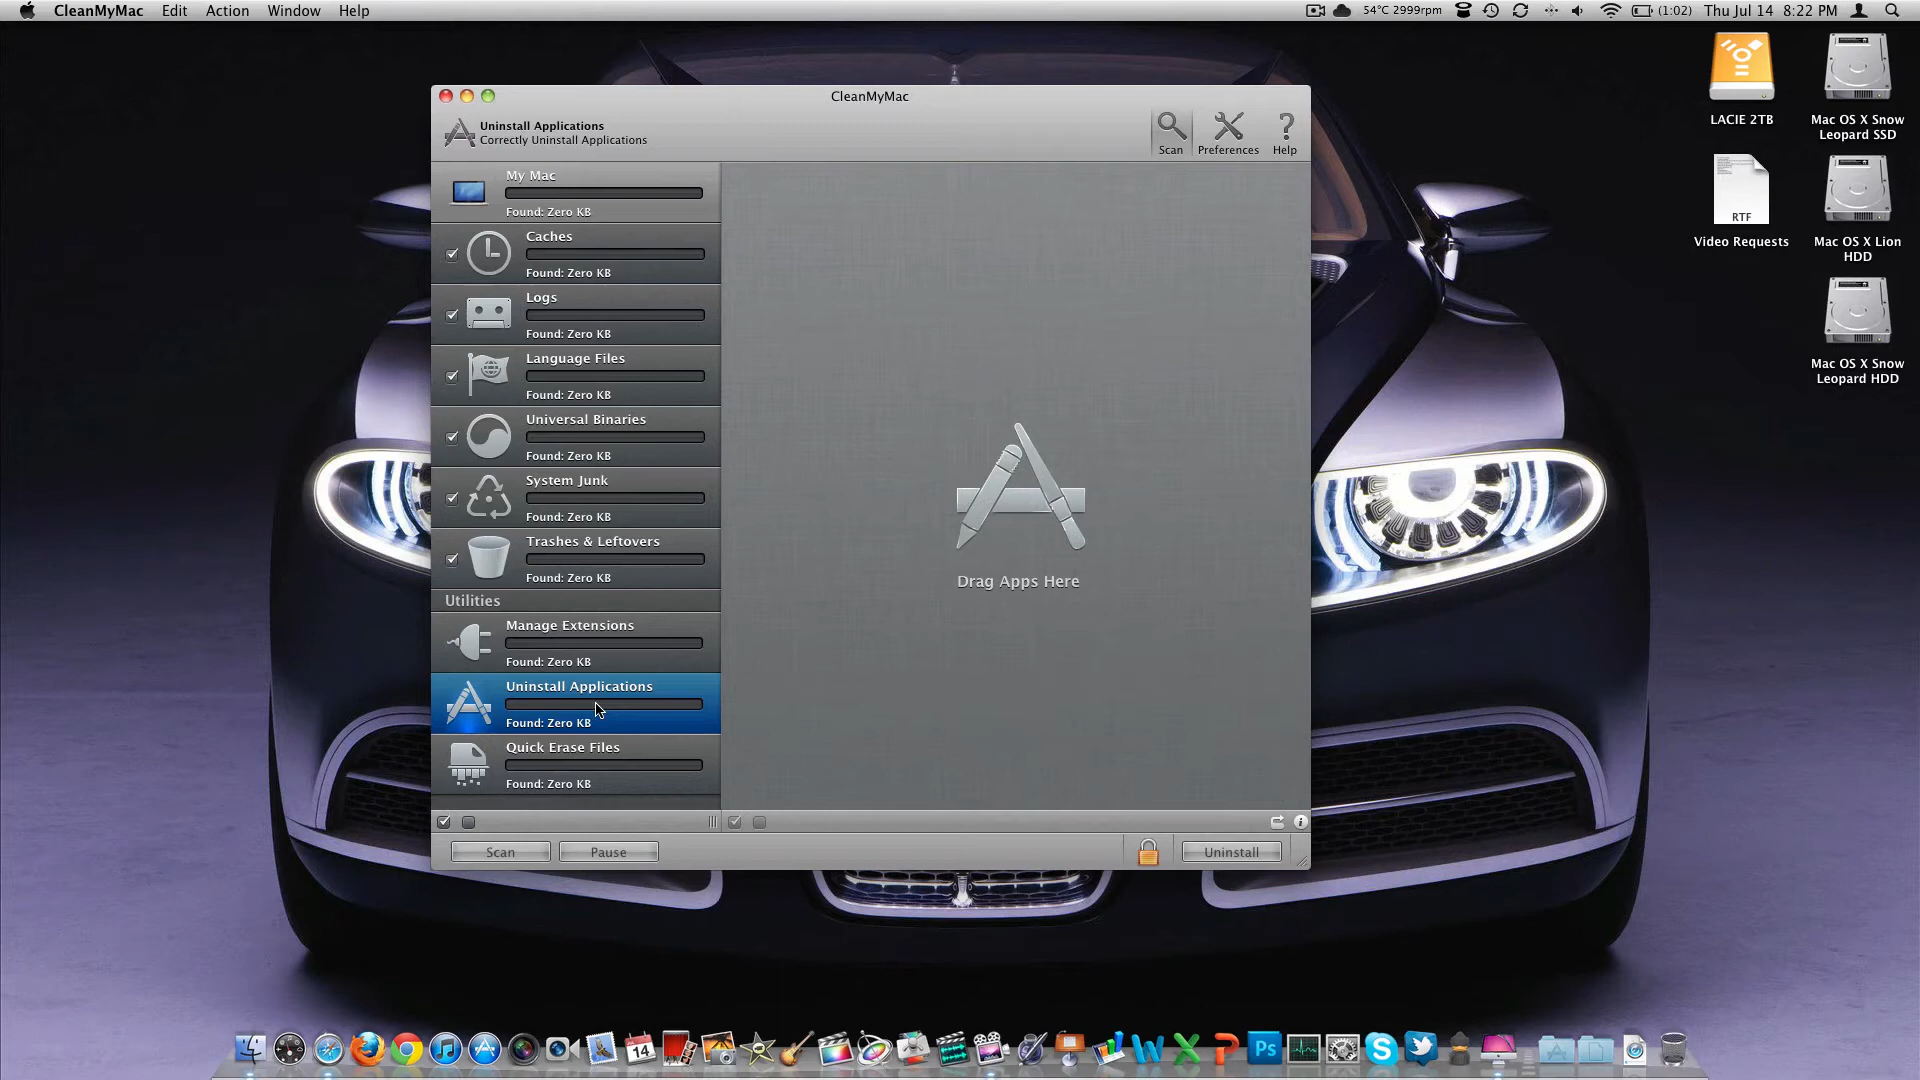 CleanMyMac Edit Action Window Help
54°C 2999rpm (1:02) Thu Jul 14 8:22 PM
CleanMyMac
Uninstall Applications
Correctly Uninstall Applications
Scan Preferences Help
My Mac
Found: Zero KB
Caches
Found: Zero KB
Logs
Found: Zero KB
Language Files
Found: Zero KB
Universal Binaries
Found: Zero KB
System Junk
Found: Zero KB
Trashes & Leftovers
Found: Zero KB
Utilities
Manage Extensions
Found: Zero KB
Uninstall Applications
Found: Zero KB
Quick Erase Files
Found: Zero KB
Drag Apps Here
Scan Pause Uninstall
LACIE 2TB
Mac OS X Snow
Leopard SSD
RTF
Video Requests
Mac OS X Lion
HDD
Mac OS X Snow
Leopard HDD
14
Ps